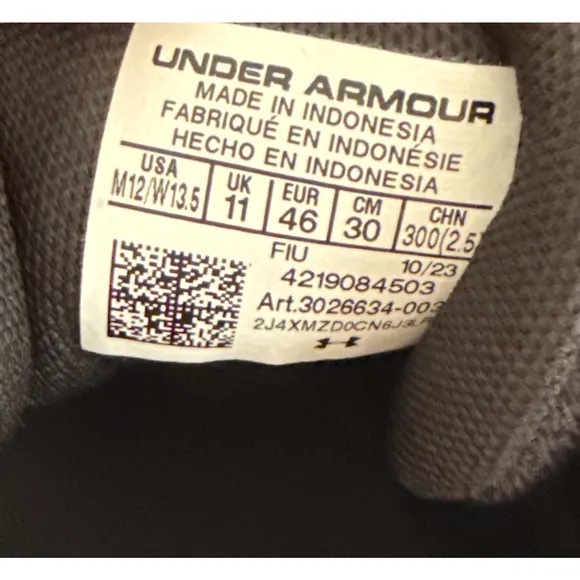 UNDER ARMOUR
MADE IN INDONESIA
FABRIQUÉ EN INDONÉSIE
HECHO EN INDONESIA
USA UK EUR CM CHN
M12/W13.5 11 46 30 300(2.5
FIU 10/23
4219084503
Art.3026634-003
2J4XMZD0CN6J3L